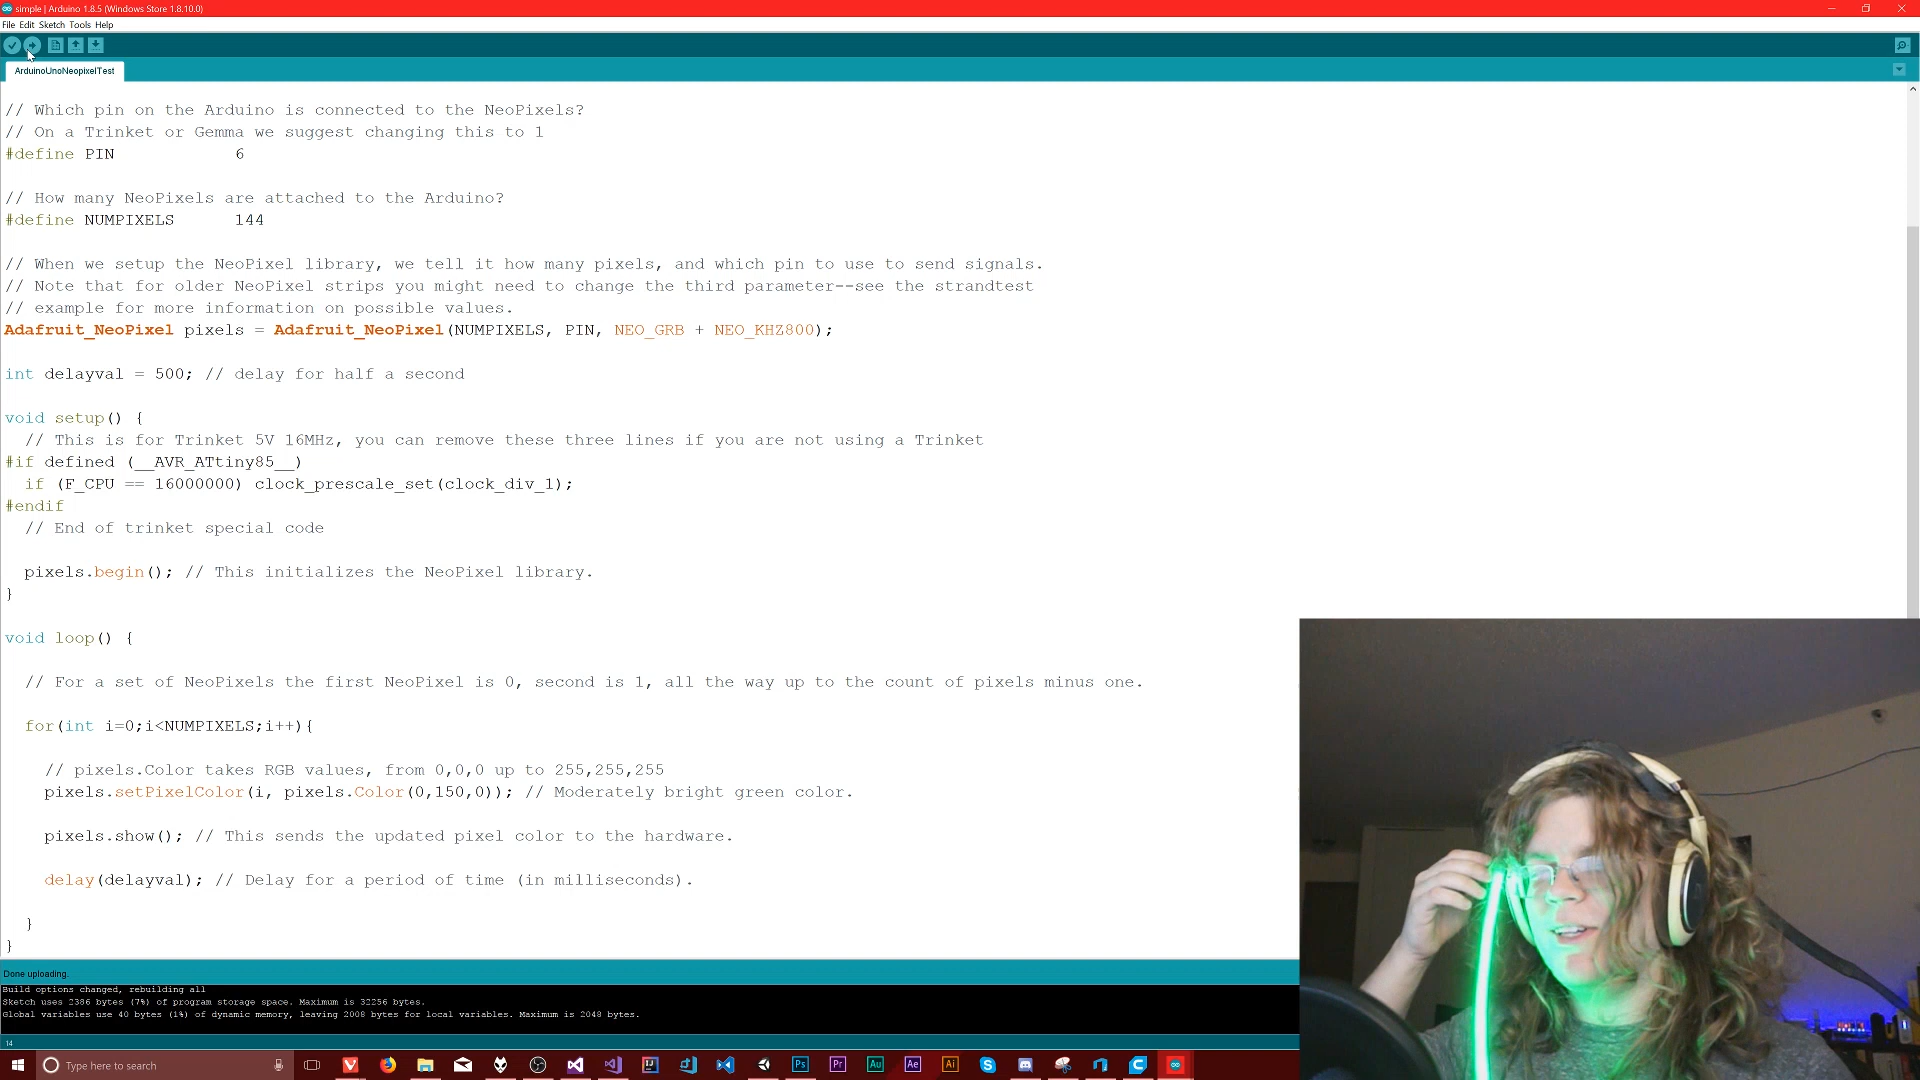 simple | Arduino 1.8.5 (Windows Store 1.8.10.0)
File Edit Sketch Tools Help
ArduinoUnoNeopixelTest
// Which pin on the Arduino is connected to the NeoPixels?
// On a Trinket or Gemma we suggest changing this to 1
#define PIN 6
// How many NeoPixels are attached to the Arduino?
#define NUMPIXELS 144
// When we setup the NeoPixel library, we tell it how many pixels, and which pin to use to send signals.
// Note that for older NeoPixel strips you might need to change the third parameter--see the strandtest
// example for more information on possible values.
Adafruit_NeoPixel pixels = Adafruit_NeoPixel(NUMPIXELS, PIN, NEO_GRB + NEO_KHZ800);
int delayval = 500; // delay for half a second
void setup() {
// This is for Trinket 5V 16MHz, you can remove these three lines if you are not using a Trinket
#if defined (__AVR_ATtiny85__)
if (F_CPU == 16000000) clock_prescale_set(clock_div_1);
#endif
// End of trinket special code
pixels.begin(); // This initializes the NeoPixel library.
}
void loop() {
// For a set of NeoPixels the first NeoPixel is 0, second is 1, all the way up to the count of pixels minus one.
for(int i=0;i<NUMPIXELS;i++){
// pixels.Color takes RGB values, from 0,0,0 up to 255,255,255
pixels.setPixelColor(i, pixels.Color(0,150,0)); // Moderately bright green color.
pixels.show(); // This sends the updated pixel color to the hardware.
delay(delayval); // Delay for a period of time (in milliseconds).
}
}
Done uploading.
Build options changed, rebuilding all
Sketch uses 2386 bytes (7%) of program storage space. Maximum is 32256 bytes.
Global variables use 40 bytes (1%) of dynamic memory, leaving 2008 bytes for local variables. Maximum is 2048 bytes.
14
Type here to search
Ps
Pr
Au
Ae
Ai